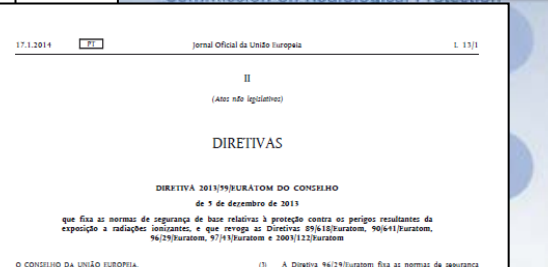 Commission on Radiological Protection
17.1.2014 PT Jornal Oficial da União Europeia L 13/1
II
(Atos não legislativos)
DIRETIVAS
DIRETIVA 2013/59/EURATOM DO CONSELHO
de 5 de dezembro de 2013
que fixa as normas de segurança de base relativas à proteção contra os perigos resultantes da
exposição a radiações ionizantes, e que revoga as Diretivas 89/618/Euratom, 90/641/Euratom,
96/29/Euratom, 97/43/Euratom e 2003/122/Euratom
O CONSELHO DA UNIÃO EUROPEIA,
A Diretiva 96/29/Euratom fixa as normas de segurança